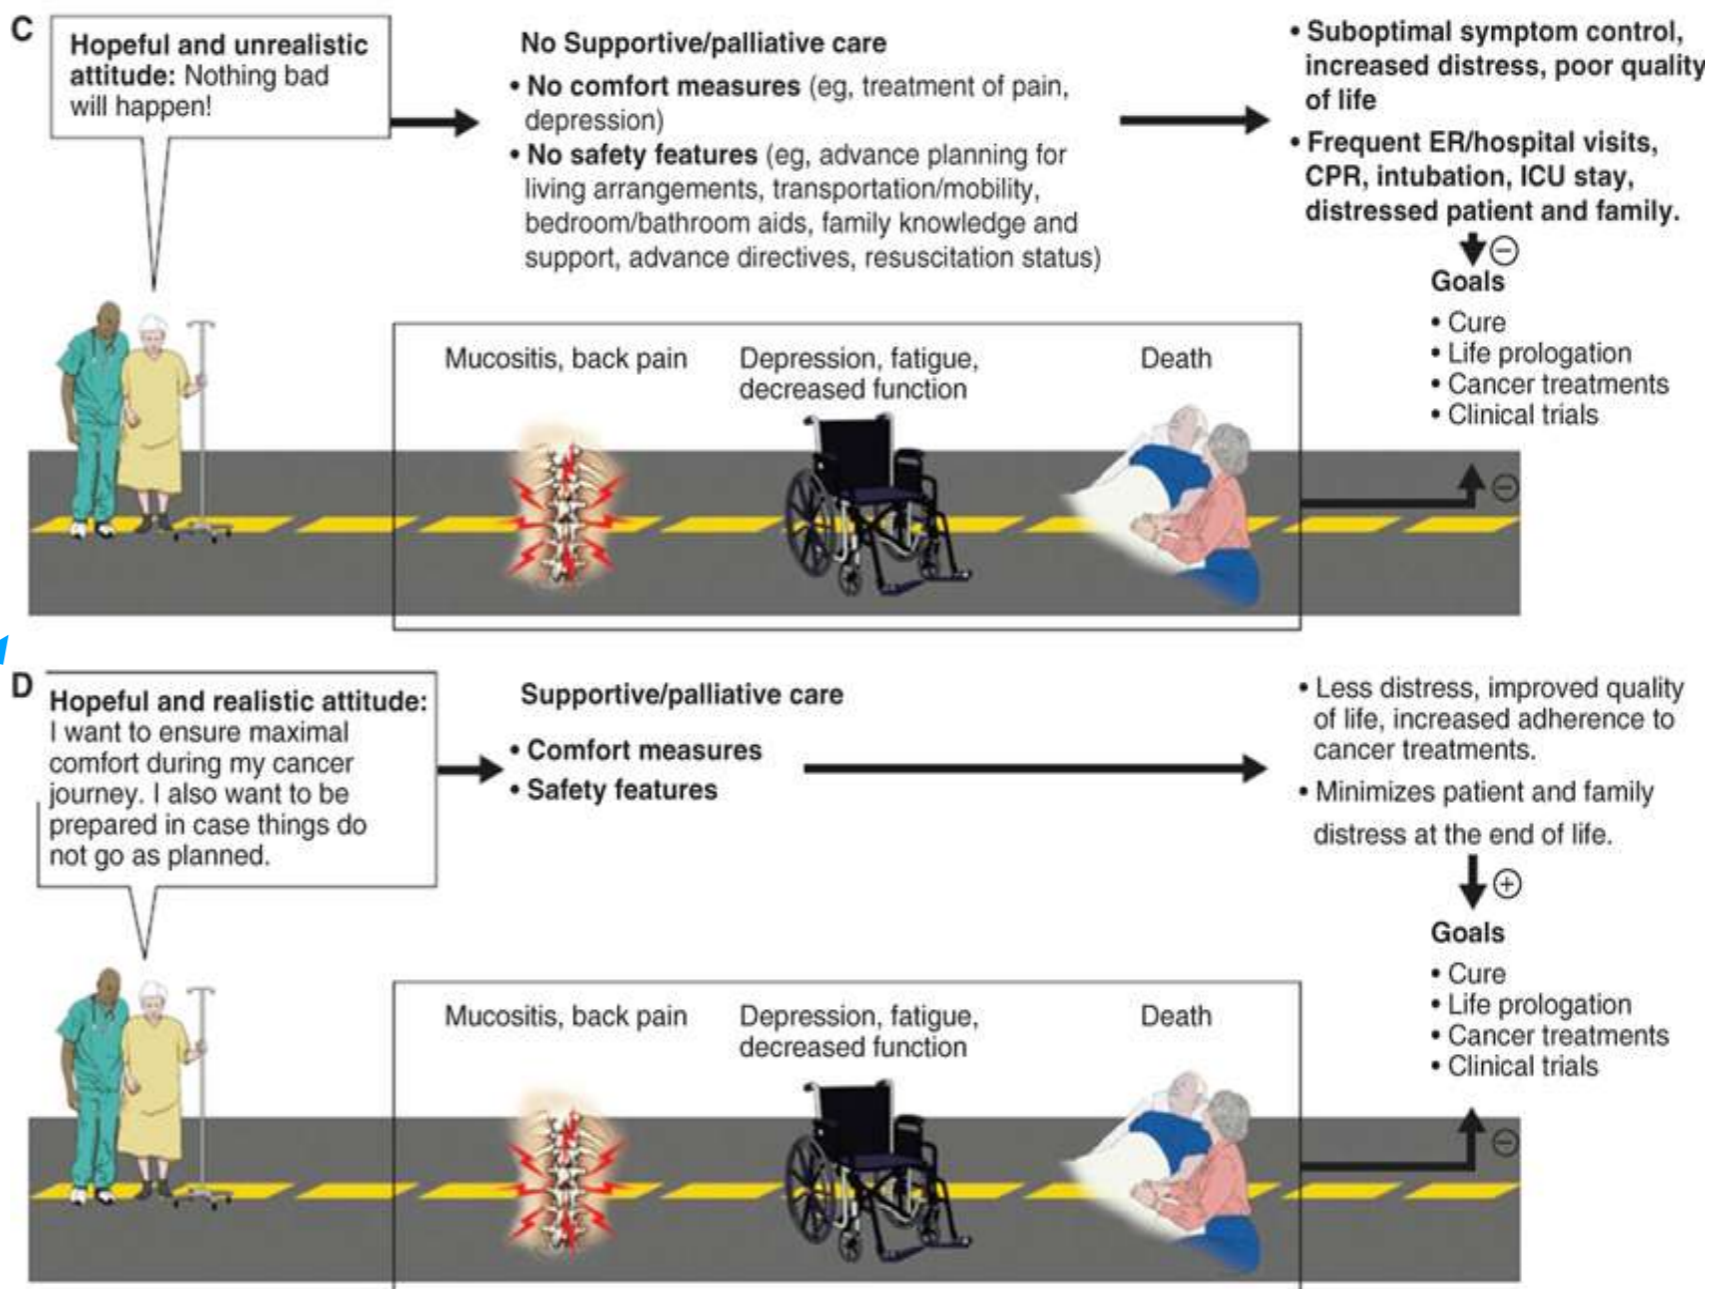 C
Hopeful and unrealistic
attitude: Nothing bad
will happen!
No Supportive/palliative care
• No comfort measures (eg, treatment of pain,
depression)
• No safety features (eg, advance planning for
living arrangements, transportation/mobility,
bedroom/bathroom aids, family knowledge and
support, advance directives, resuscitation status)
• Suboptimal symptom control,
increased distress, poor quality
of life
• Frequent ER/hospital visits,
CPR, intubation, ICU stay,
distressed patient and family.
−
Goals
• Cure
• Life prologation
• Cancer treatments
• Clinical trials
Mucositis, back pain
Depression, fatigue,
decreased function
Death
−
D
Hopeful and realistic attitude:
I want to ensure maximal
comfort during my cancer
journey. I also want to be
prepared in case things do
not go as planned.
Supportive/palliative care
• Comfort measures
• Safety features
• Less distress, improved quality
of life, increased adherence to
cancer treatments.
• Minimizes patient and family
distress at the end of life.
+
Goals
• Cure
• Life prologation
• Cancer treatments
• Clinical trials
Mucositis, back pain
Depression, fatigue,
decreased function
Death
−